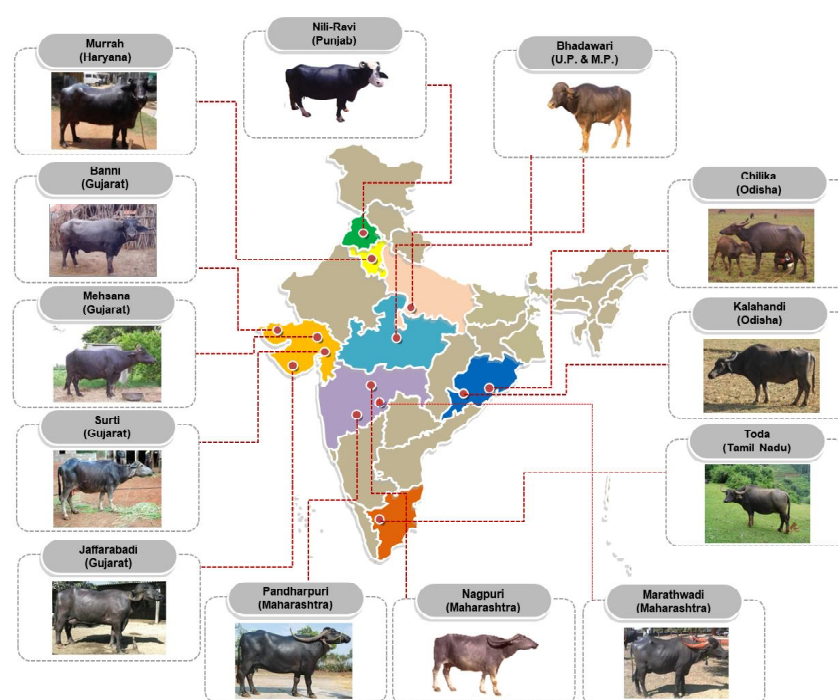 Murrah
(Haryana)
Nili-Ravi
(Punjab)
Bhadawari
(U.P. & M.P.)
Banni
(Gujarat)
Chilika
(Odisha)
Mehsana
(Gujarat)
Kalahandi
(Odisha)
Surti
(Gujarat)
Toda
(Tamil Nadu)
Jaffarabadi
(Gujarat)
Pandharpuri
(Maharashtra)
Nagpuri
(Maharashtra)
Marathwadi
(Maharashtra)